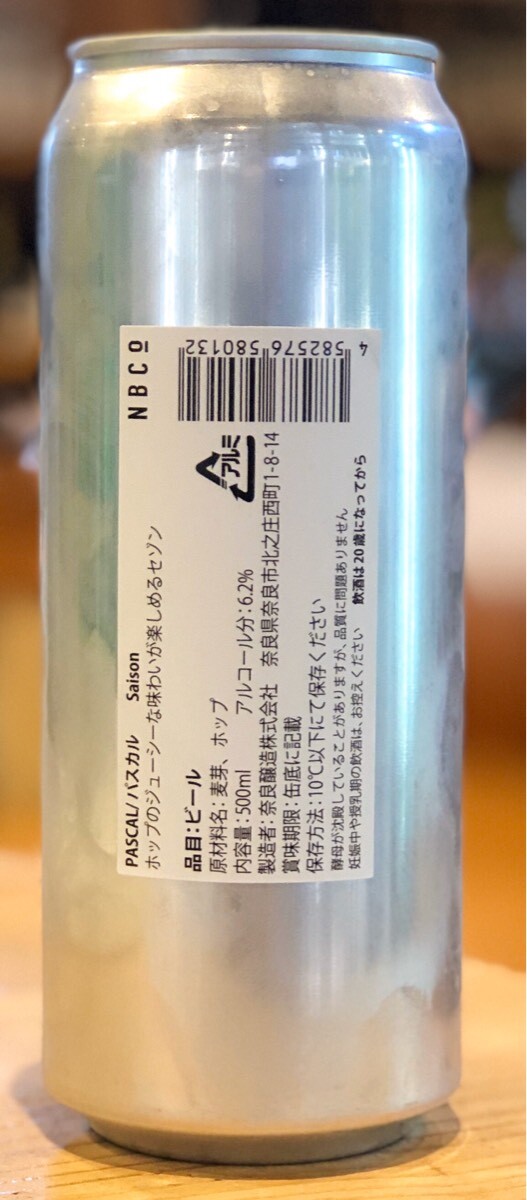 NBCO
PASCAL/パスカル Saison
ホップのジューシーな味わいが楽しめるセゾン
品目：ビール
原材料名：麦芽、ホップ
内容量：500ml アルコール分：6.2%
製造者：奈良醸造株式会社 奈良県奈良市北之庄西町1-8-14
賞味期限：缶底に記載
保存方法：10℃以下にて保存ください
酵母が沈殿していることがありますが、品質に問題ありません
妊娠中や授乳期の飲酒は、お控えください 飲酒は20歳になってから
アルミ
4 582576 580132